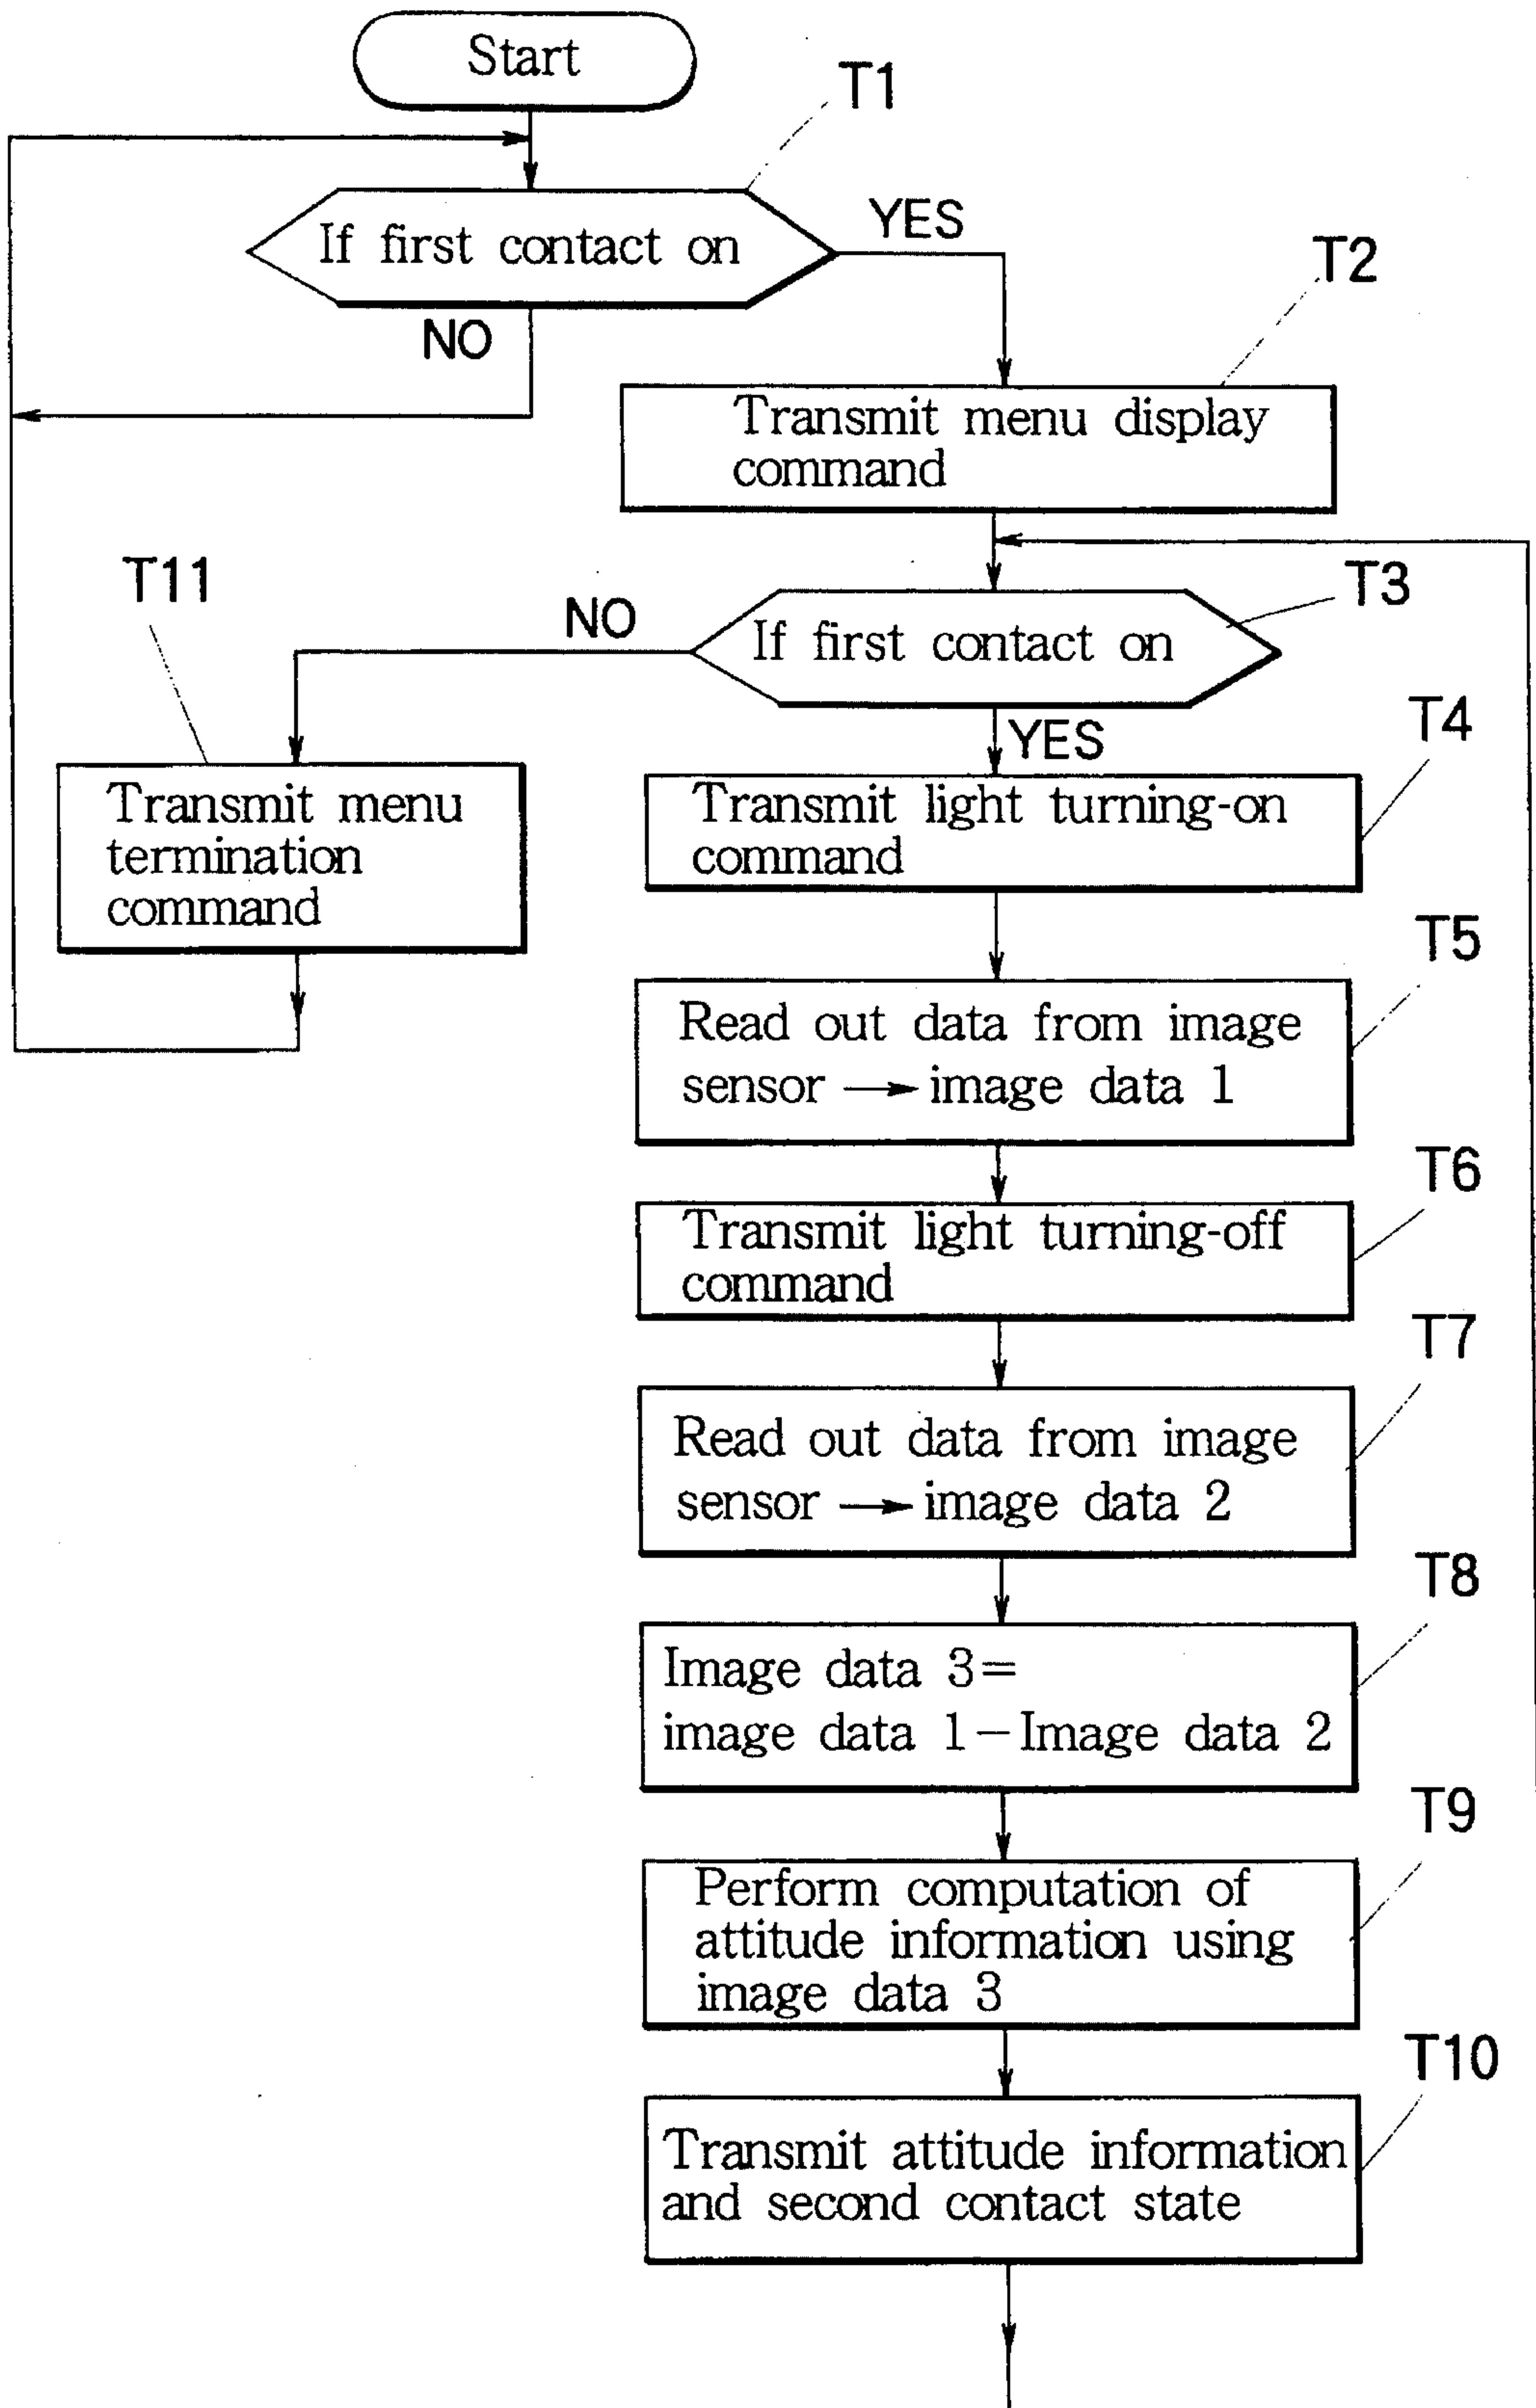 Start
T1
If first contact on
YES
NO
T2
Transmit menu display
command
T3
If first contact on
NO
YES
T11
Transmit menu
termination
command
T4
Transmit light turning-on
command
T5
Read out data from image
sensor → image data 1
T6
Transmit light turning-off
command
T7
Read out data from image
sensor → image data 2
T8
Image data 3=
image data 1−Image data 2
T9
Perform computation of
attitude information using
image data 3
T10
Transmit attitude information
and second contact state